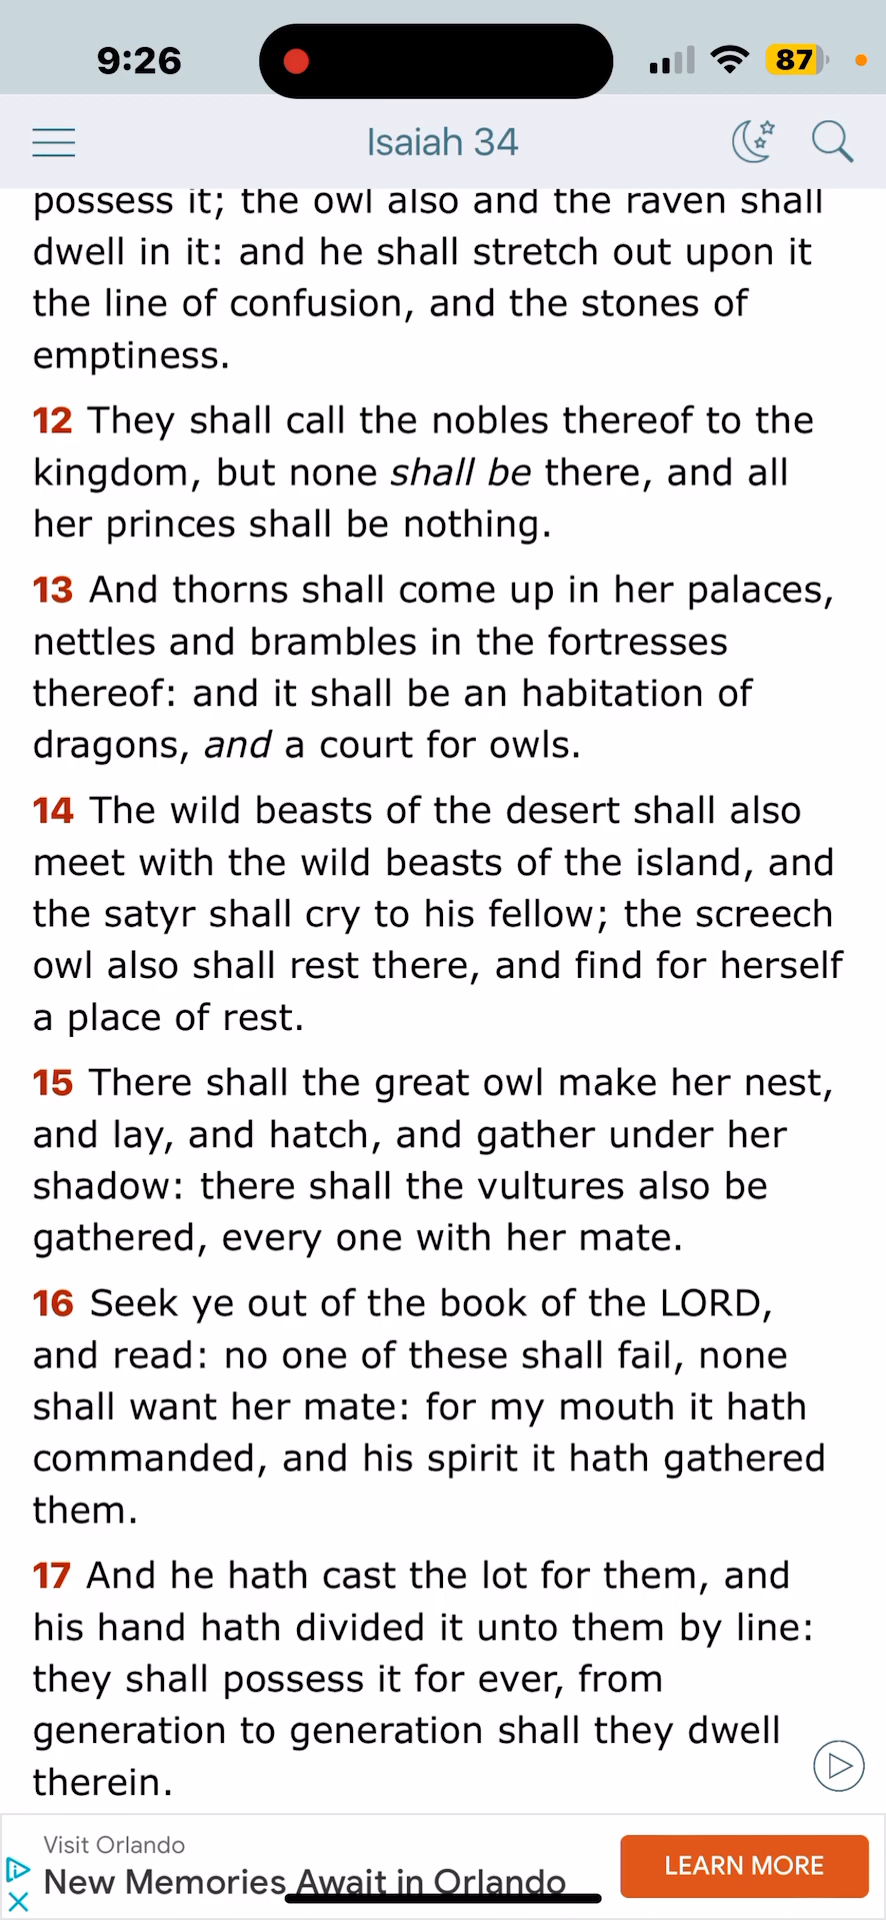 9:26
87
Isaiah 34
possess it; the owl also and the raven shall
dwell in it: and he shall stretch out upon it
the line of confusion, and the stones of
emptiness.
12 They shall call the nobles thereof to the
kingdom, but none shall be there, and all
her princes shall be nothing.
13 And thorns shall come up in her palaces,
nettles and brambles in the fortresses
thereof: and it shall be an habitation of
dragons, and a court for owls.
14 The wild beasts of the desert shall also
meet with the wild beasts of the island, and
the satyr shall cry to his fellow; the screech
owl also shall rest there, and find for herself
a place of rest.
15 There shall the great owl make her nest,
and lay, and hatch, and gather under her
shadow: there shall the vultures also be
gathered, every one with her mate.
16 Seek ye out of the book of the LORD,
and read: no one of these shall fail, none
shall want her mate: for my mouth it hath
commanded, and his spirit it hath gathered
them.
17 And he hath cast the lot for them, and
his hand hath divided it unto them by line:
they shall possess it for ever, from
generation to generation shall they dwell
therein.
Visit Orlando
New Memories Await in Orlando
LEARN MORE